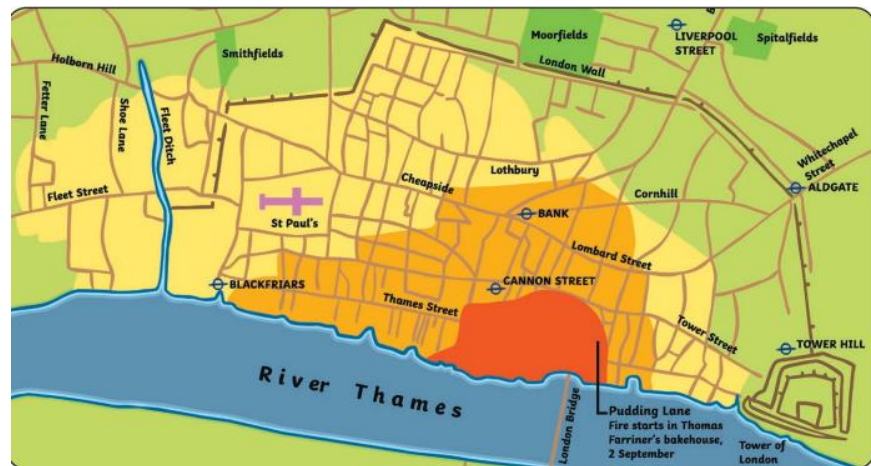 Moorfields
LIVERPOOL
STREET
Spitalfields
Smithfields
Holborn Hill
London Wall
Fetter Lane
Shoe Lane
Fleet Ditch
Whitechapel
Street
ALDGATE
Lothbury
Cheapside
Cornhill
Fleet Street
BANK
St Paul's
Lombard Street
CANNON STREET
BLACKFRIARS
Thames Street
Tower Street
TOWER HILL
River Thames
London Bridge
Pudding Lane
Fire starts in Thomas
Farriner's bakehouse,
2 September
Tower of
London